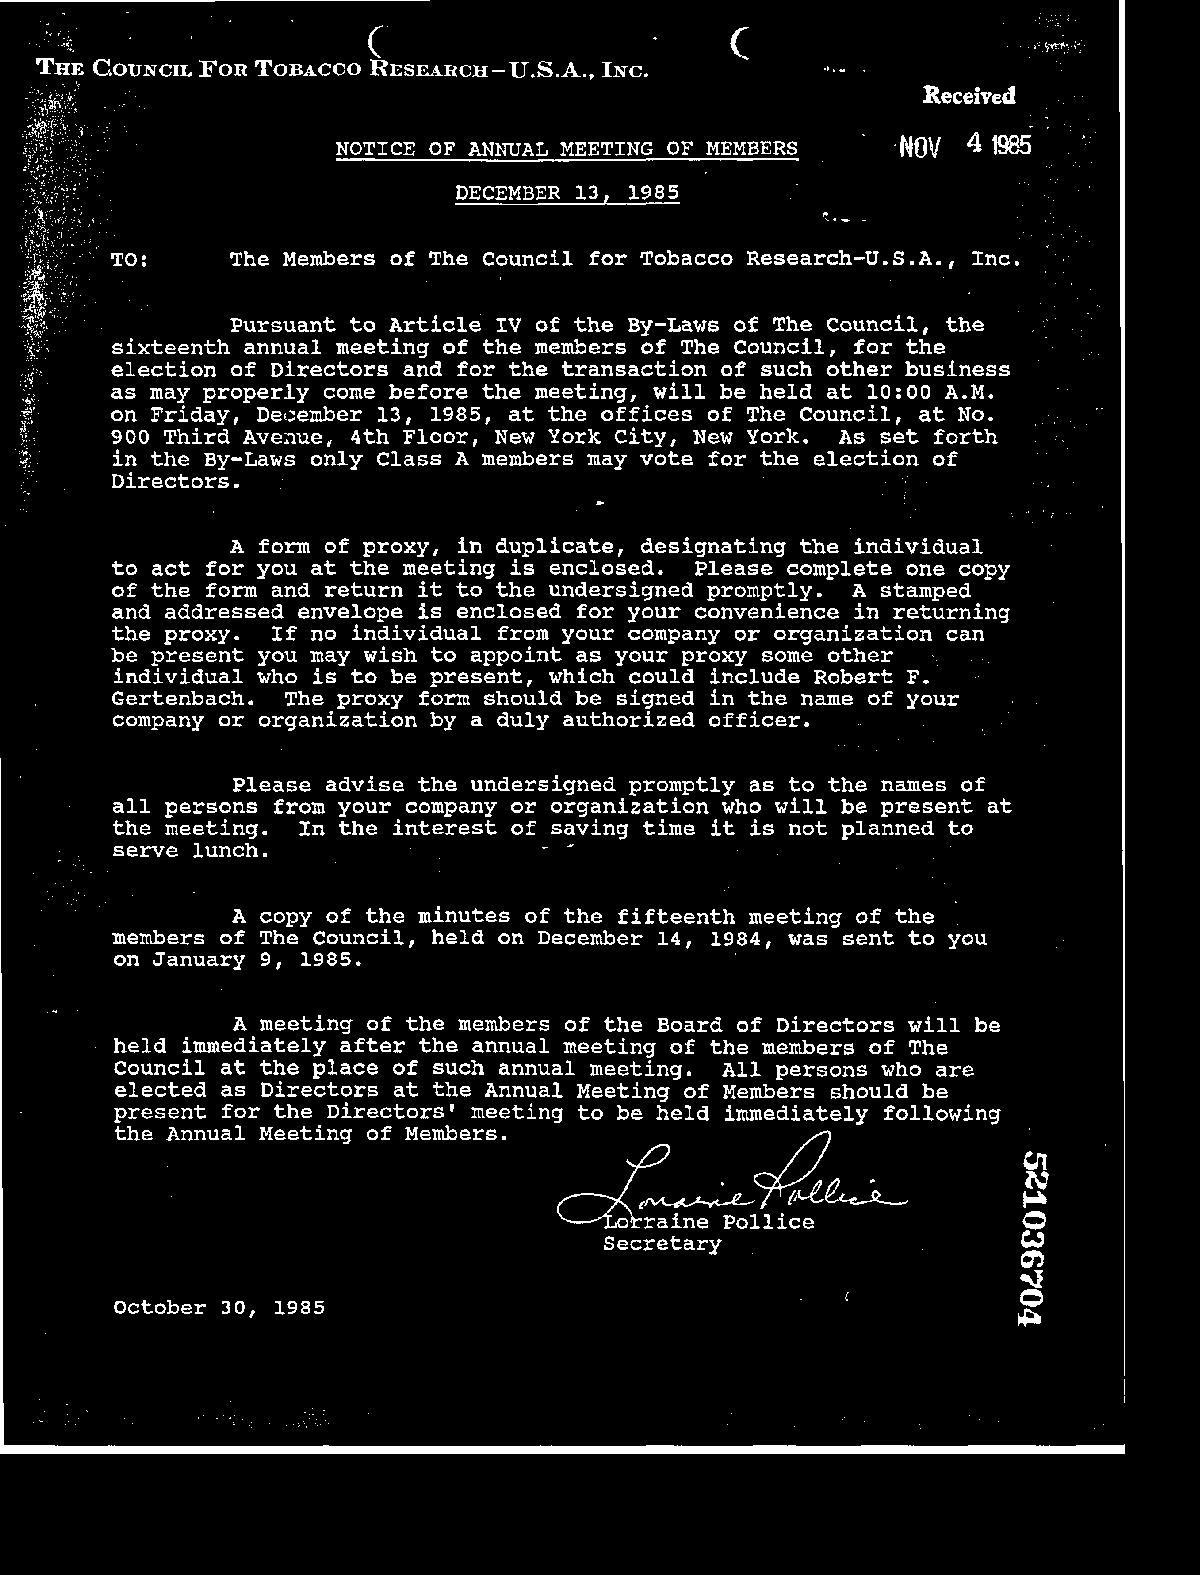 THE COUNCIL FOR TOBACCO RESEARCH-U.S.A., INC.
Received
NOV 4 1985
NOTICE OF ANNUAL MEETING OF MEMBERS
DECEMBER 13, 1985
TO: The Members of The Council for Tobacco Research-U.S.A., Inc.
Pursuant to Article IV of the By-Laws of The Council, the
sixteenth annual meeting of the members of The Council, for the
election of Directors and for the transaction of such other business
as may properly come before the meeting, will be held at 10:00 A.M.
on Friday, December 13, 1985, at the offices of The Council, at No.
900 Third Avenue, 4th Floor, New York City, New York. As set forth
in the By-Laws only Class A members may vote for the election of
Directors.
A form of proxy, in duplicate, designating the individual
to act for you at the meeting is enclosed. Please complete one copy
of the form and return it to the undersigned promptly. A stamped
and addressed envelope is enclosed for your convenience in returning
the proxy. If no individual from your company or organization can
be present you may wish to appoint as your proxy some other
individual who is to be present, which could include Robert F.
Gertenbach. The proxy form should be signed in the name of your
company or organization by a duly authorized officer.
Please advise the undersigned promptly as to the names of
all persons from your company or organization who will be present at
the meeting. In the interest of saving time it is not planned to
serve lunch.
A copy of the minutes of the fifteenth meeting of the
members of The Council, held on December 14, 1984, was sent to you
on January 9, 1985.
A meeting of the members of the Board of Directors will be
held immediately after the annual meeting of the members of The
Council at the place of such annual meeting. All persons who are
elected as Directors at the Annual Meeting of Members should be
present for the Directors' meeting to be held immediately following
the Annual Meeting of Members.
Lorraine Pollice
Lorraine Pollice
Secretary
October 30, 1985
521036704